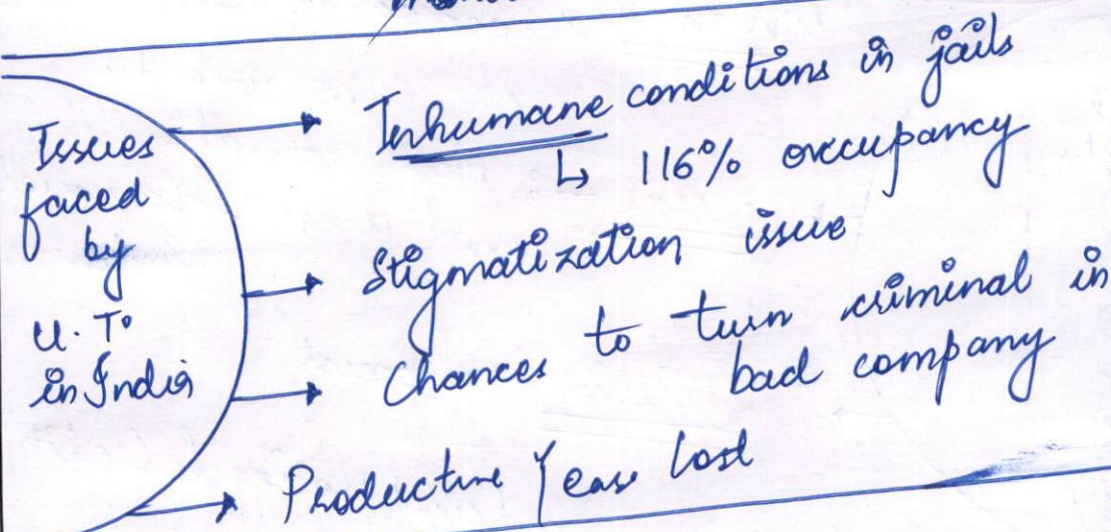 Issues
faced
by
U.T.
in India
Inhumane conditions in jails
↳ 116% occupancy
Stigmatization issue
Chances to turn criminal in
bad company
Productive Years lost